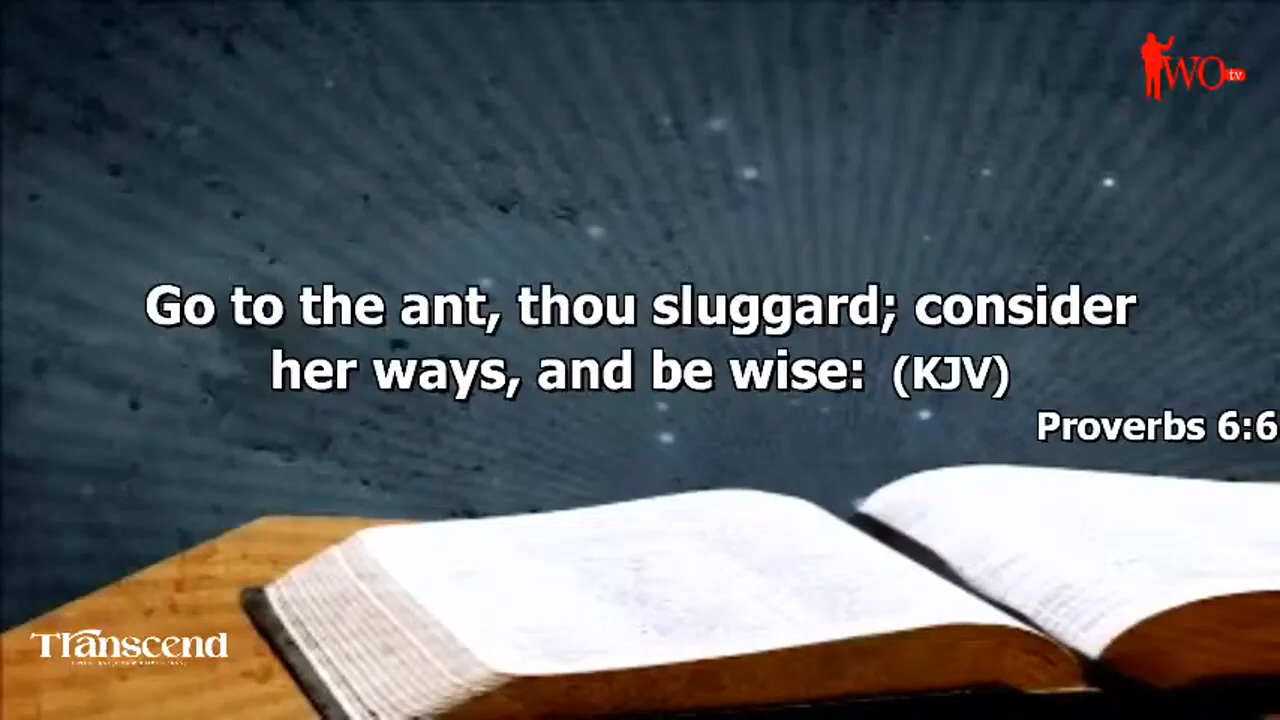 WO tv
Go to the ant, thou sluggard; consider
her ways, and be wise: (KJV)
Proverbs 6:6
Transcend